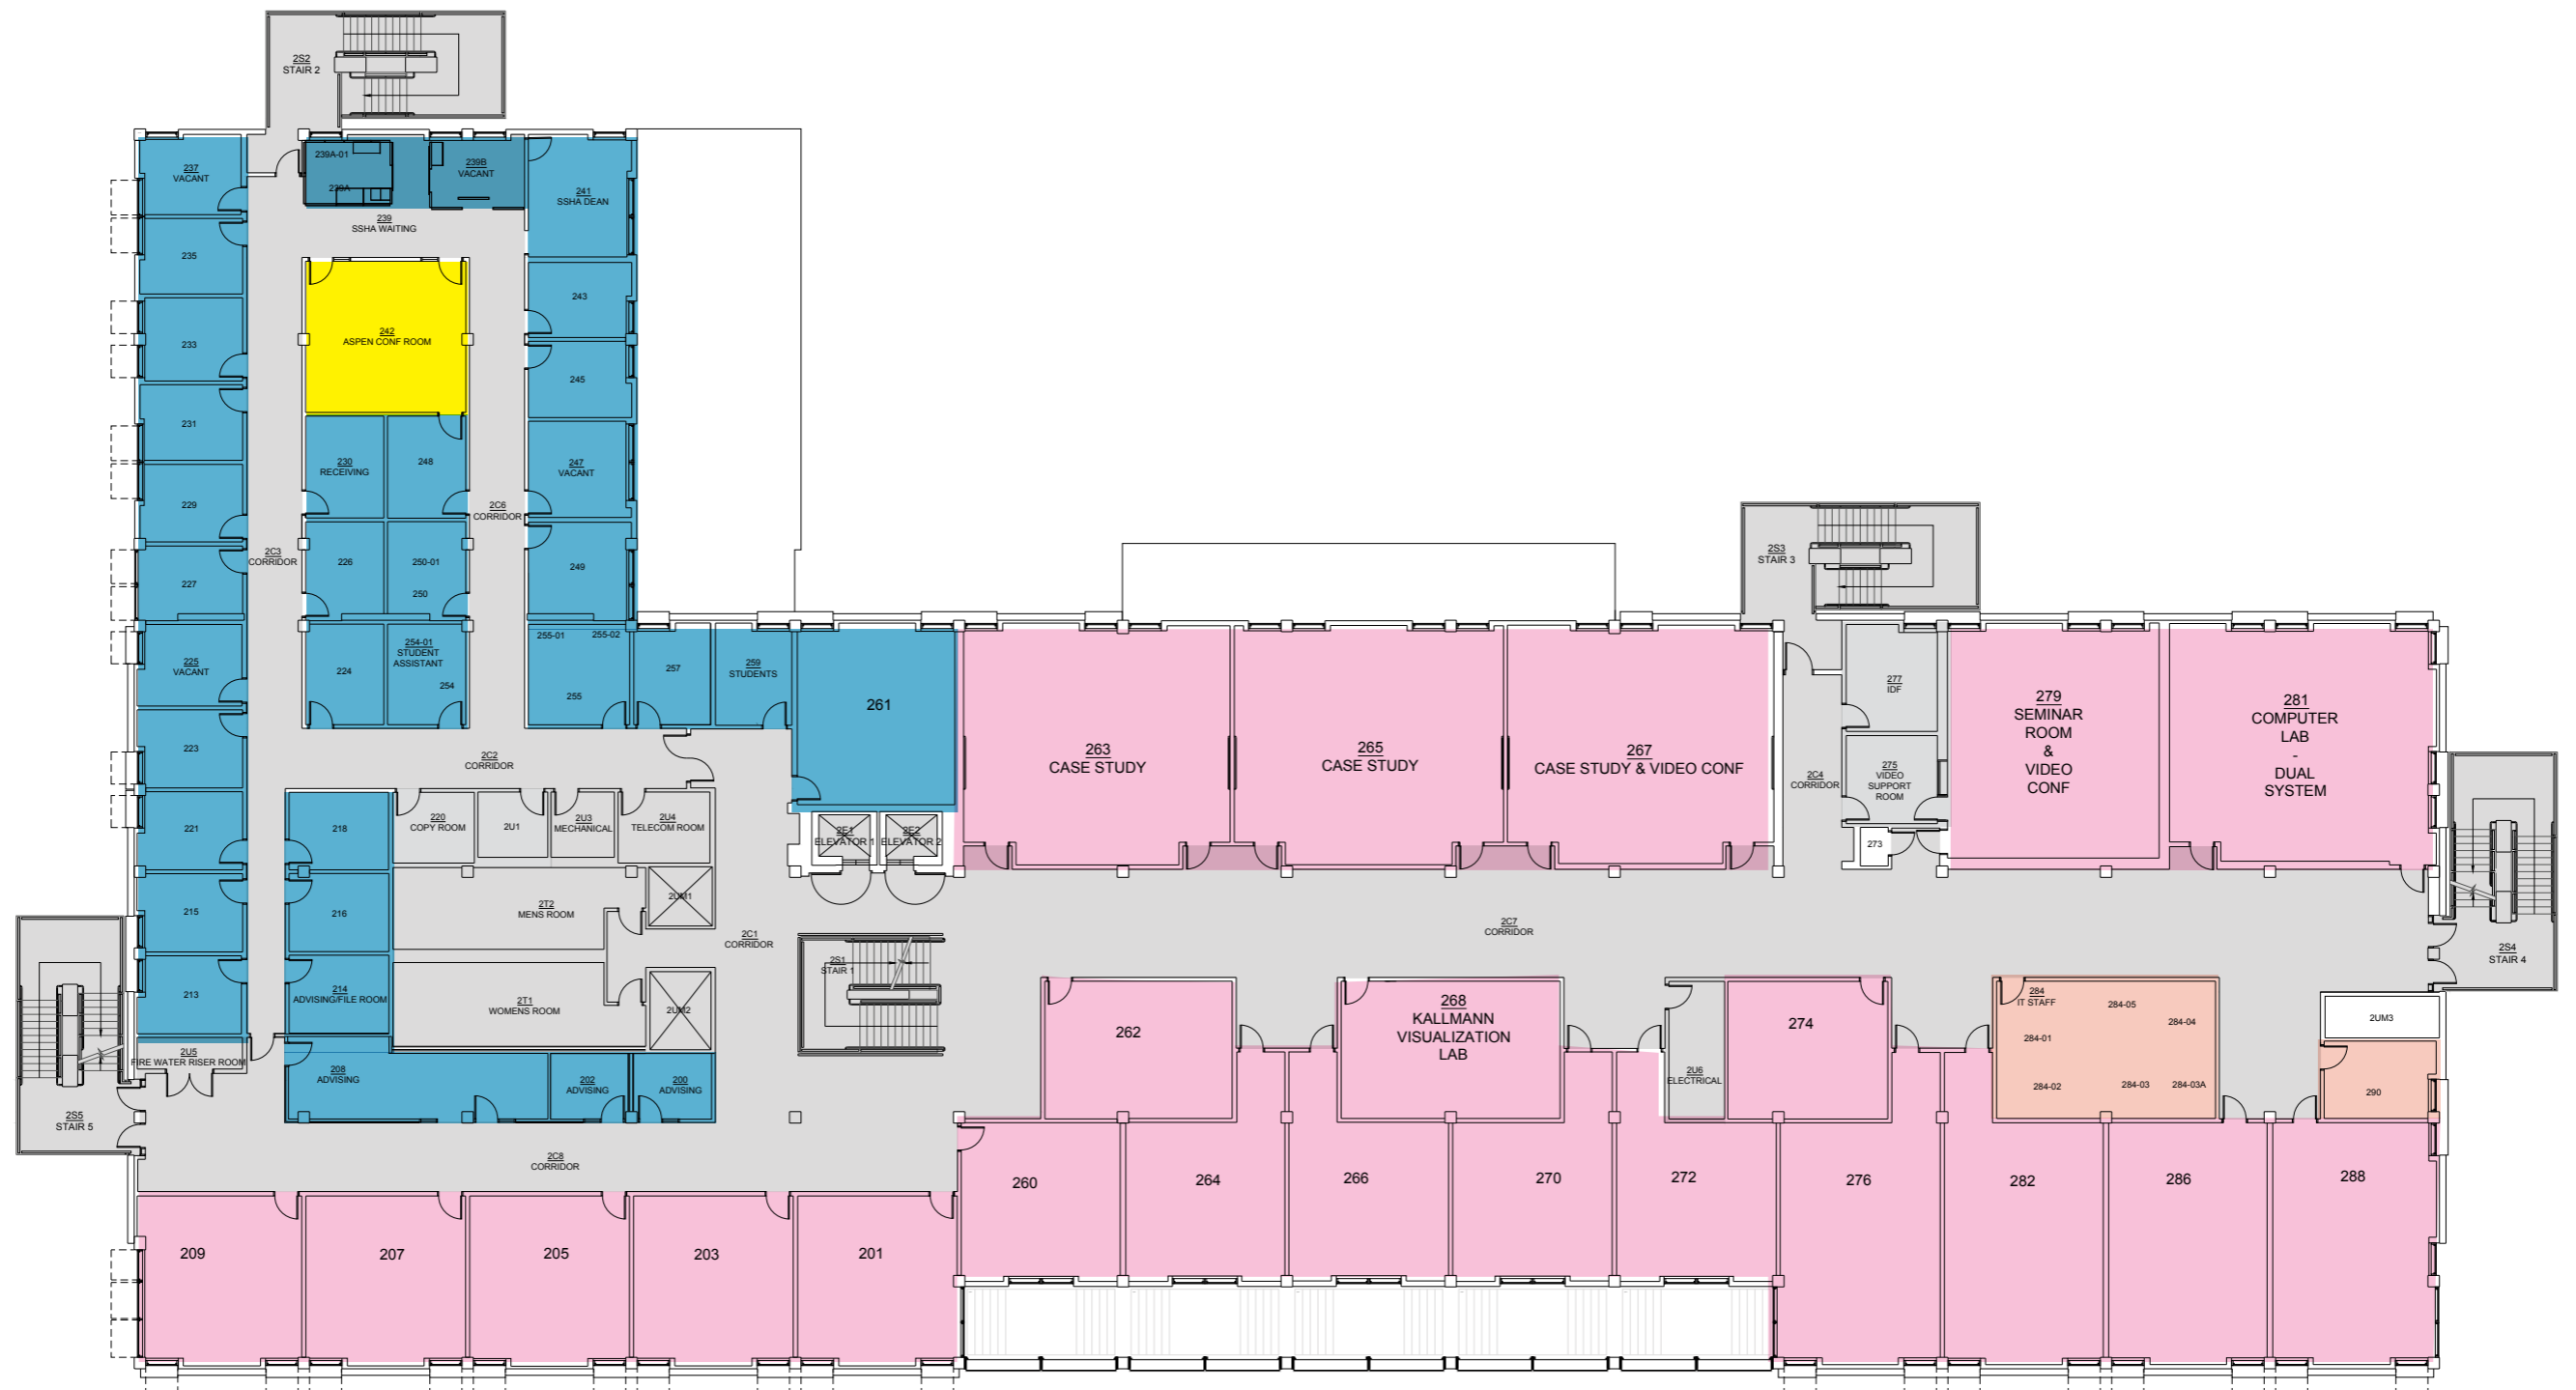 2S2
STAIR 2
237
VACANT
239A-01
239A
239B
VACANT
241
SSHA DEAN
239
SSHA WAITING
235
243
242
ASPEN CONF ROOM
233
245
231
230
RECEIVING
248
247
VACANT
229
2C6
CORRIDOR
2C3
CORRIDOR
226
250-01
250
249
227
2S3
STAIR 3
225
VACANT
224
254-01
STUDENT
ASSISTANT
254
255-01
255-02
255
257
259
STUDENTS
261
263
CASE STUDY
265
CASE STUDY
267
CASE STUDY & VIDEO CONF
277
IDF
279
SEMINAR
ROOM
&
VIDEO
CONF
281
COMPUTER
LAB
-
DUAL
SYSTEM
223
2C2
CORRIDOR
2C4
CORRIDOR
275
VIDEO
SUPPORT
ROOM
221
218
220
COPY ROOM
2U1
2U3
MECHANICAL
2U4
TELECOM ROOM
2E1
ELEVATOR 1
2E2
ELEVATOR 2
273
215
216
2T2
MENS ROOM
2UM1
2C1
CORRIDOR
2C7
CORRIDOR
2S1
STAIR 1
2S4
STAIR 4
213
214
ADVISING/FILE ROOM
2T1
WOMENS ROOM
2UM2
262
268
KALLMANN
VISUALIZATION
LAB
274
284
IT STAFF
284-05
284-04
284-01
284-02
284-03
284-03A
2UM3
2U5
FIRE WATER RISER ROOM
208
ADVISING
202
ADVISING
200
ADVISING
2U6
ELECTRICAL
290
2S5
STAIR 5
2C8
CORRIDOR
260
264
266
270
272
276
282
286
288
209
207
205
203
201